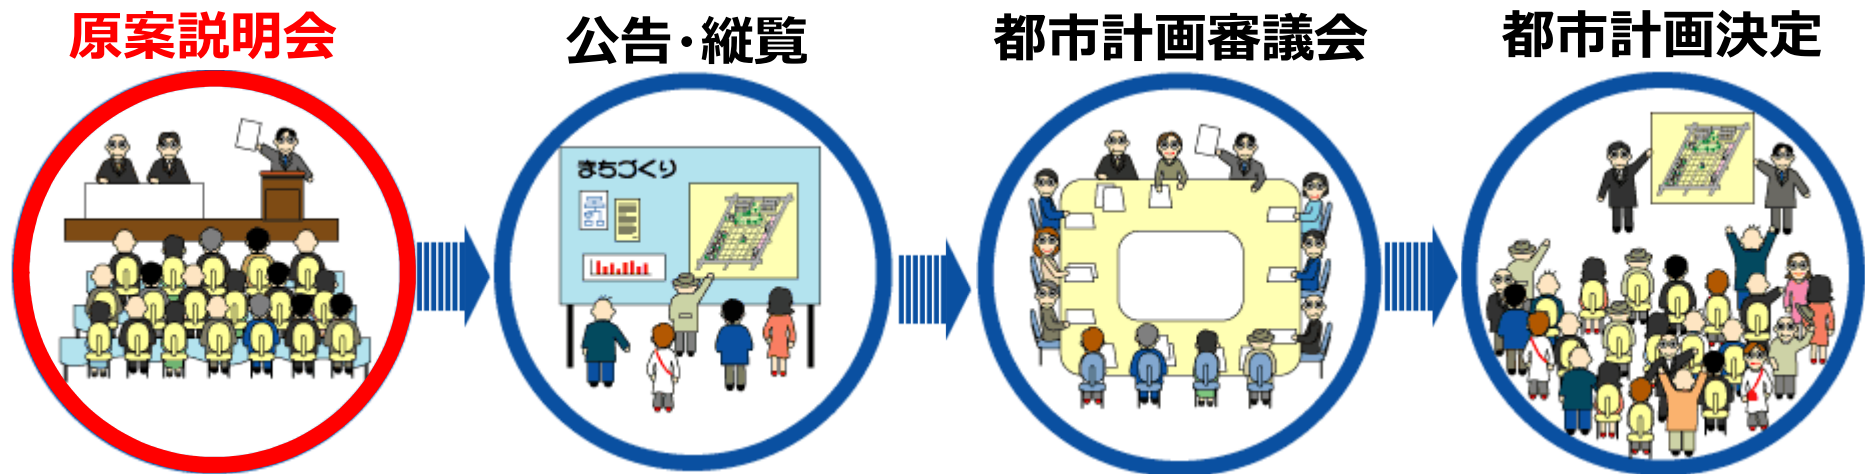 原案説明会
公告・縦覧
都市計画審議会
都市計画決定
まちづくり